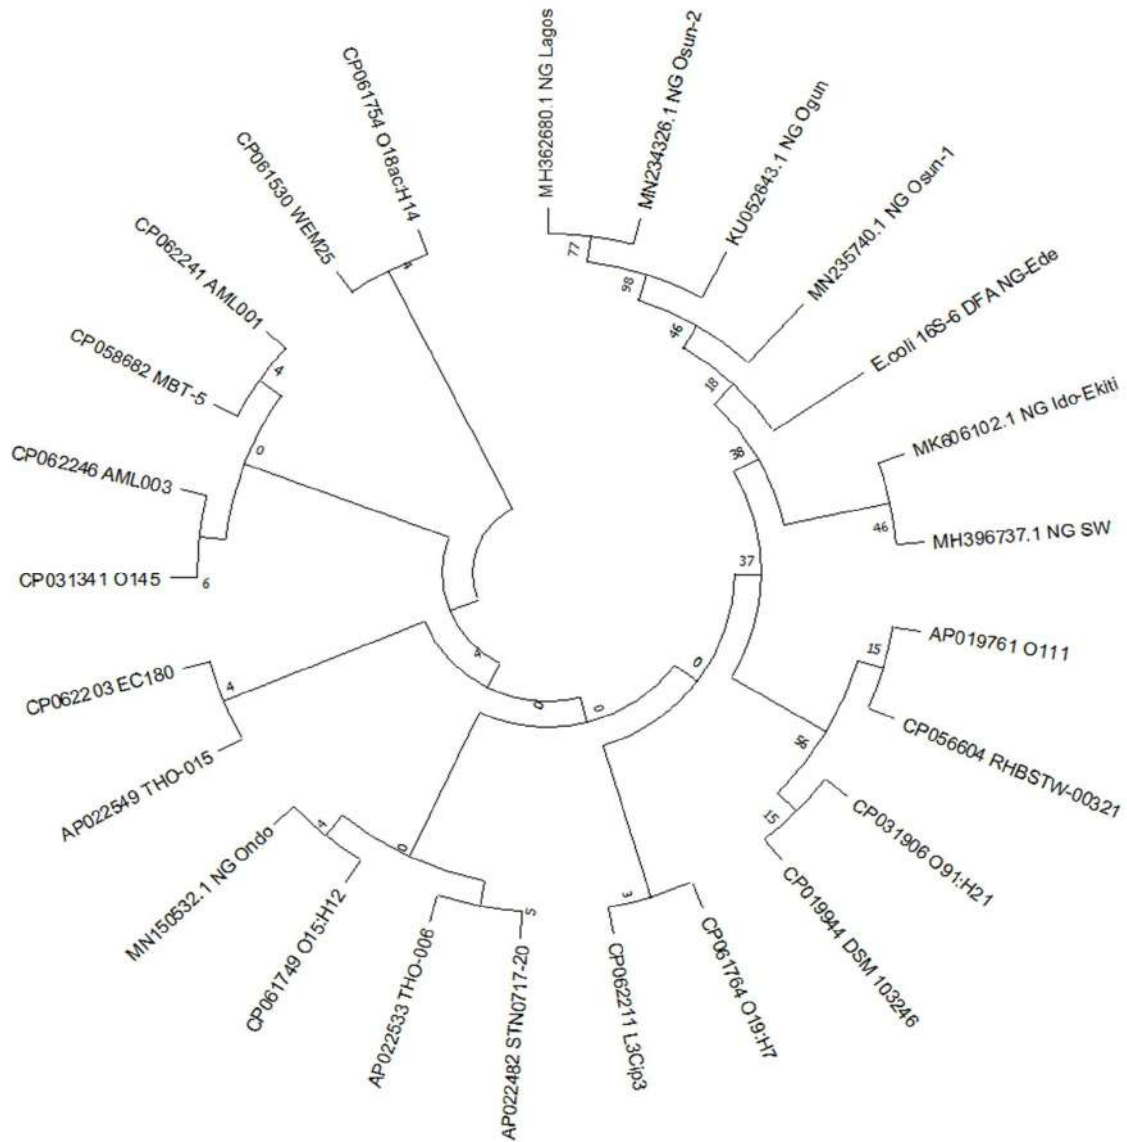 MH362680.1 NG Lagos
MN234326.1 NG Osun-2
KU052643.1 NG Ogun
MN235740.1 NG Osun-1
E.coli 16S-6 DFA NG-Ede
MK606102.1 NG Ido-Ekiti
MH396737.1 NG SW
AP019761 O111
CP056604 RHBSTW-00321
CP031906 O91:H21
CP019944 DSM 103246
CP061764 O19:H7
CP062211 L3Cip3
AP022482 STN0717-20
AP022533 THO-006
CP061749 O15:H12
MN150532.1 NG Ondo
AP022549 THO-015
CP062203 EC180
CP031341 O145
CP062246 AML003
CP058682 MBT-5
CP062241 AML001
CP061530 WEM25
CP061754 O18ac:H14
77
98
46
18
38
46
37
15
15
0
3
0
0
5
0
4
4
4
6
0
4
4